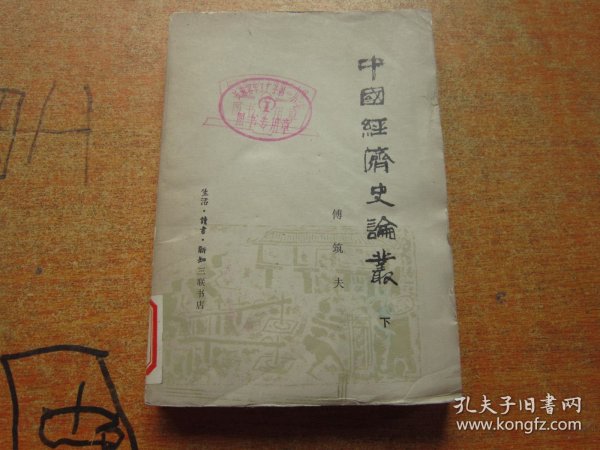 中國經濟史論叢
下
傅筑夫
生活·讀書·新知三联书店
孔夫子旧书网
www.kongfz.com